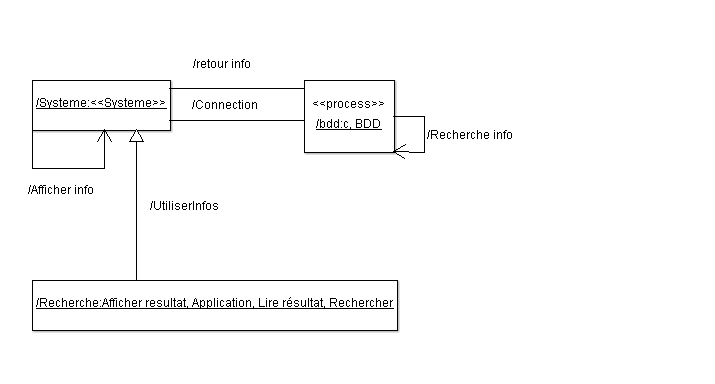 /retour info
/Systeme:<<Systeme>>
/Connection
<<process>>
/bdd:c, BDD
/Recherche info
/Afficher info
/UtiliserInfos
/Recherche:Afficher resultat, Application, Lire résultat, Rechercher